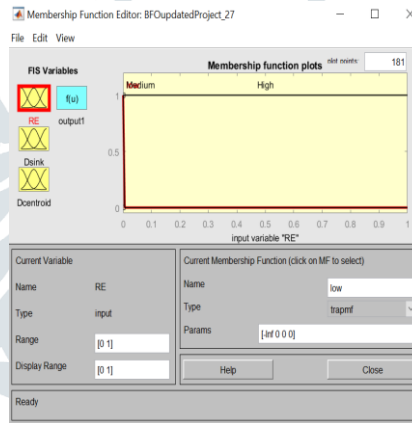 Membership Function Editor: BFOupdatedProject_27
File Edit View
FIS Variables
Membership function plots plot points: 181
f(u)
RE output1
Dsink
Dcentroid
Medium High
1
0.5
0
0 0.1 0.2 0.3 0.4 0.5 0.6 0.7 0.8 0.9 1
input variable "RE"
Current Variable
Name RE
Type input
Range [0 1]
Display Range [0 1]
Current Membership Function (click on MF to select)
Name low
Type trapmf
Params [-Inf 0 0 0]
Help Close
Ready